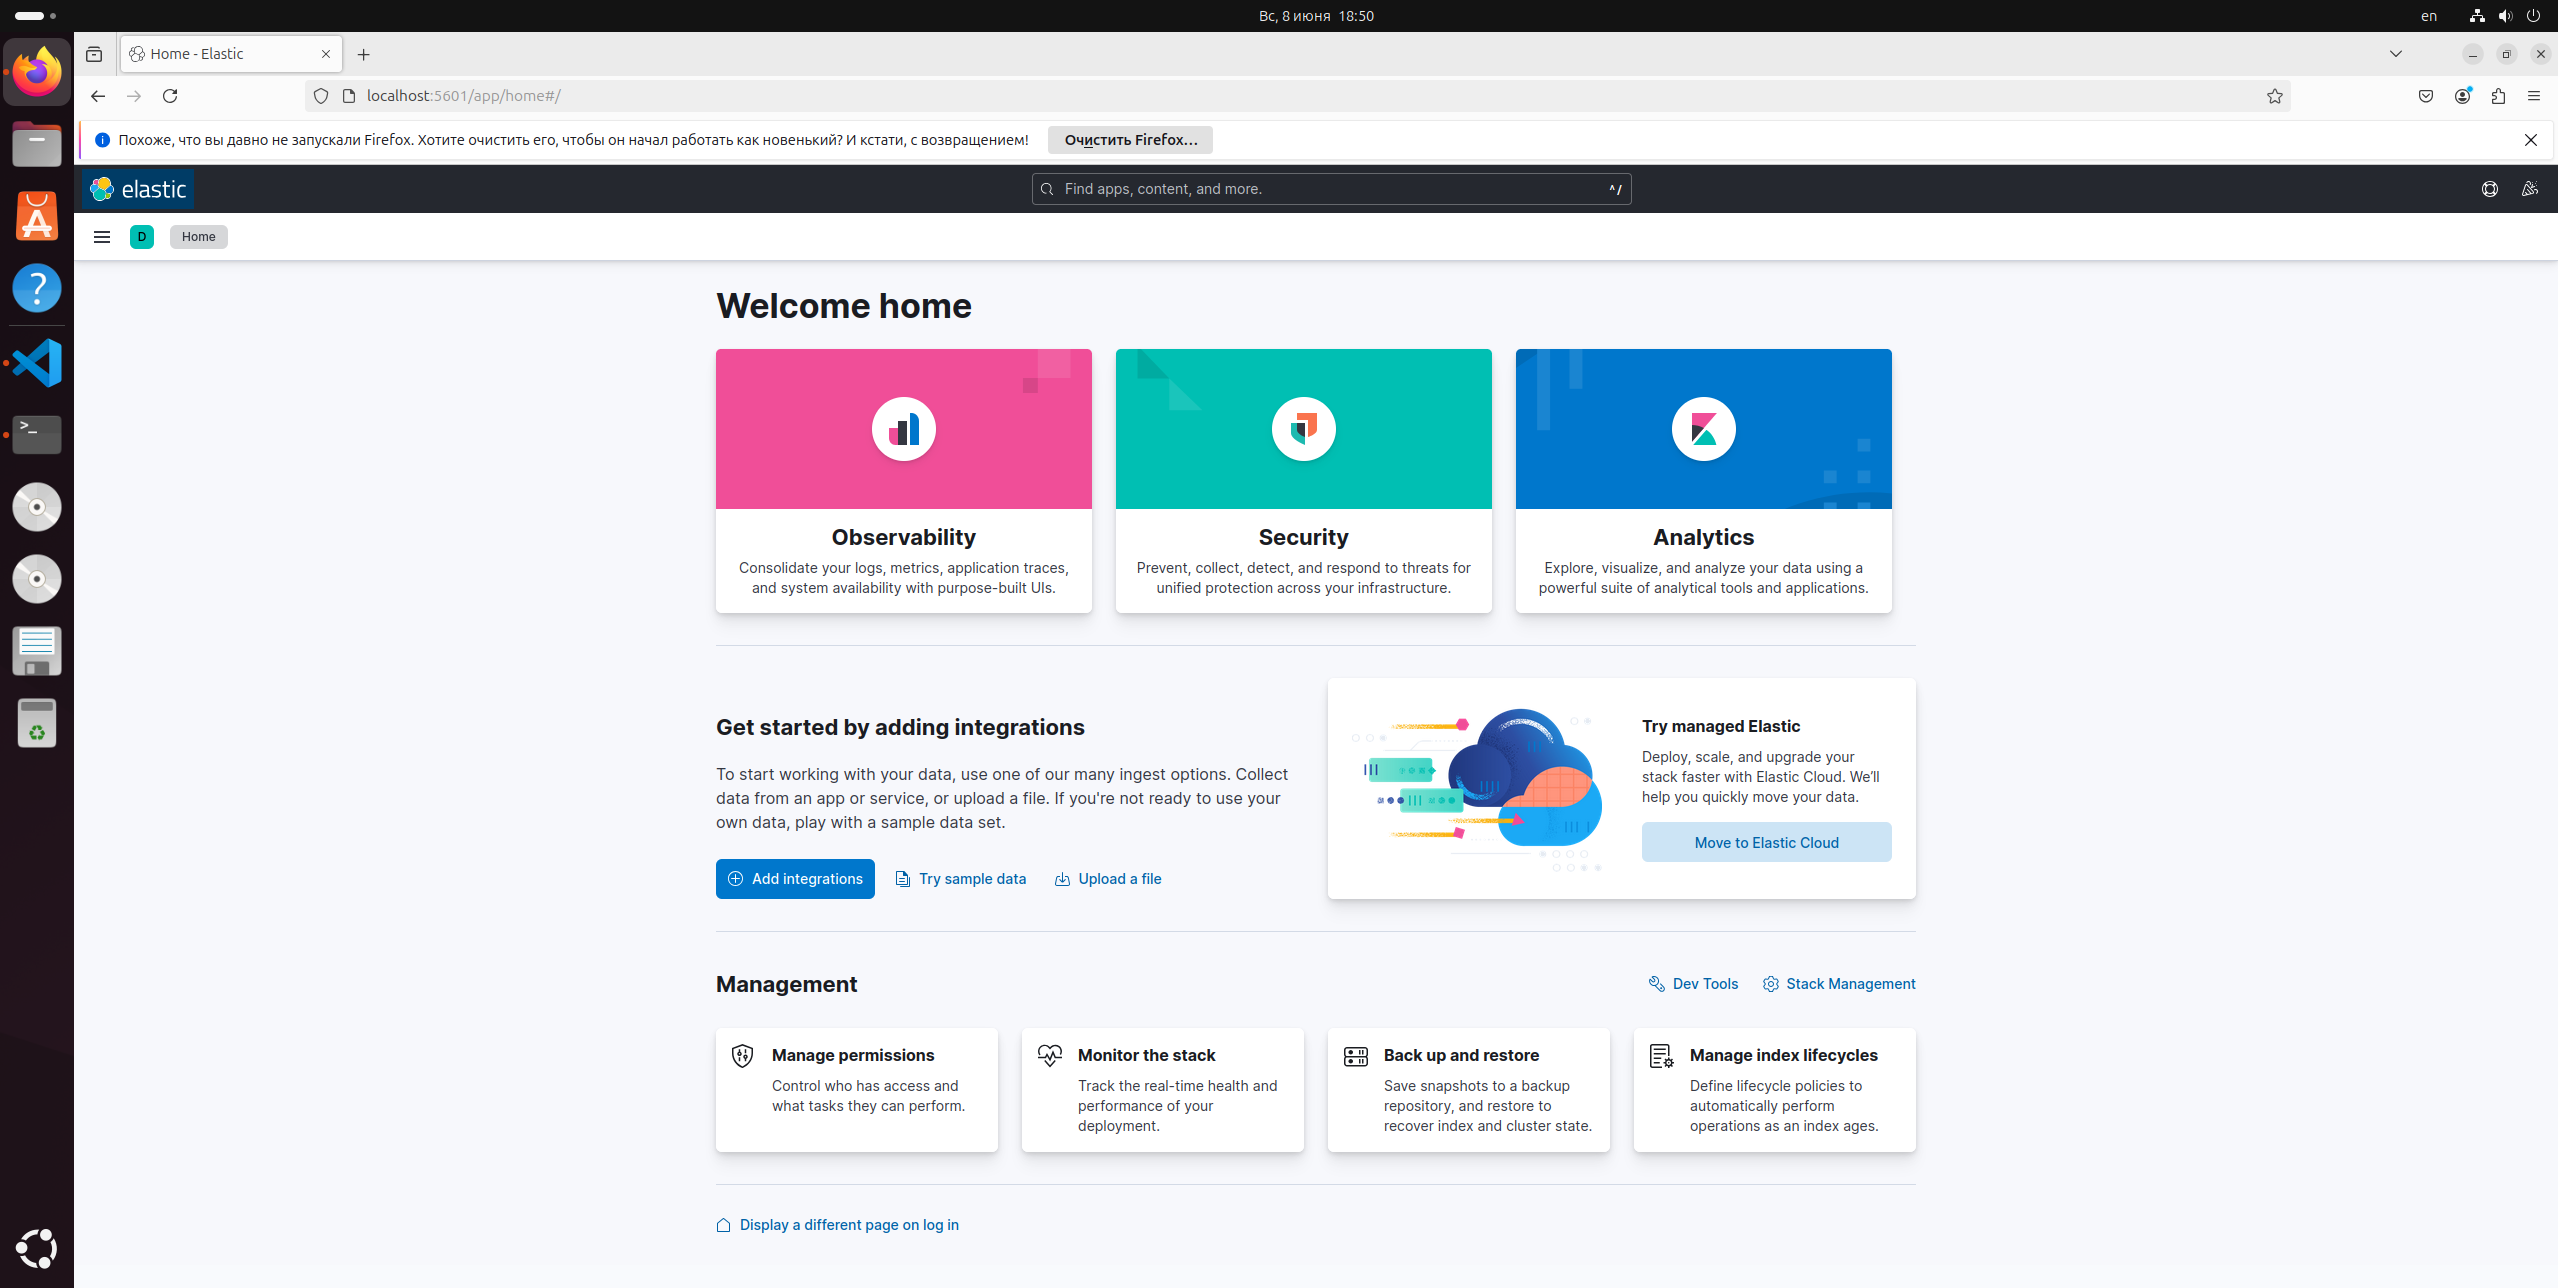 Вс, 8 июня 18:50
en
Home - Elastic
localhost:5601/app/home#/
Похоже, что вы давно не запускали Firefox. Хотите очистить его, чтобы он начал работать как новенький? И кстати, с возвращением!
Очистить Firefox...
elastic
Find apps, content, and more.
^/
D
Home
Welcome home
Observability
Consolidate your logs, metrics, application traces,
and system availability with purpose-built UIs.
Security
Prevent, collect, detect, and respond to threats for
unified protection across your infrastructure.
Analytics
Explore, visualize, and analyze your data using a
powerful suite of analytical tools and applications.
Get started by adding integrations
To start working with your data, use one of our many ingest options. Collect
data from an app or service, or upload a file. If you're not ready to use your
own data, play with a sample data set.
Add integrations
Try sample data
Upload a file
Try managed Elastic
Deploy, scale, and upgrade your
stack faster with Elastic Cloud. We'll
help you quickly move your data.
Move to Elastic Cloud
Management
Dev Tools
Stack Management
Manage permissions
Control who has access and
what tasks they can perform.
Monitor the stack
Track the real-time health and
performance of your
deployment.
Back up and restore
Save snapshots to a backup
repository, and restore to
recover index and cluster state.
Manage index lifecycles
Define lifecycle policies to
automatically perform
operations as an index ages.
Display a different page on log in